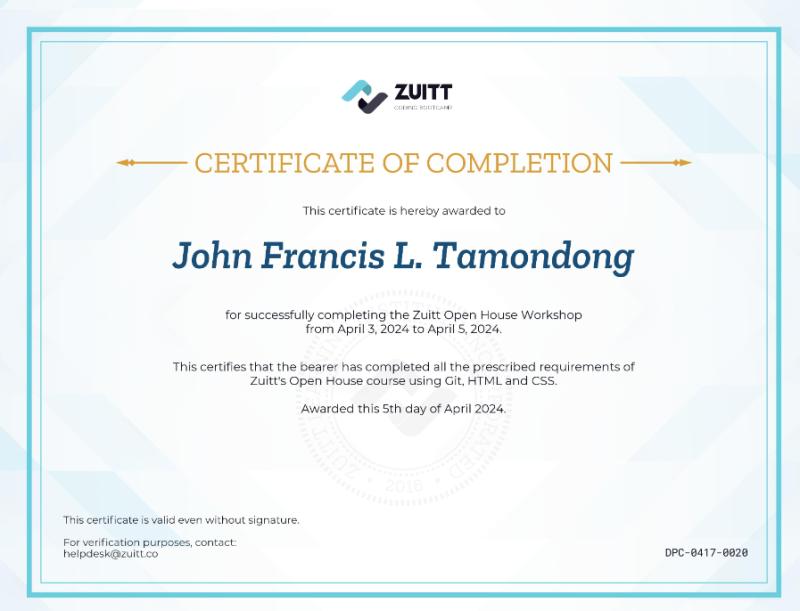 ZUITT
CODING BOOTCAMP
CERTIFICATE OF COMPLETION
This certificate is hereby awarded to
John Francis L. Tamondong
for successfully completing the Zuitt Open House Workshop
from April 3, 2024 to April 5, 2024.
This certifies that the bearer has completed all the prescribed requirements of
Zuitt's Open House course using Git, HTML and CSS.
Awarded this 5th day of April 2024.
ZUITT
2016
This certificate is valid even without signature.
For verification purposes, contact:
helpdesk@zuitt.co
DPC-0417-0020